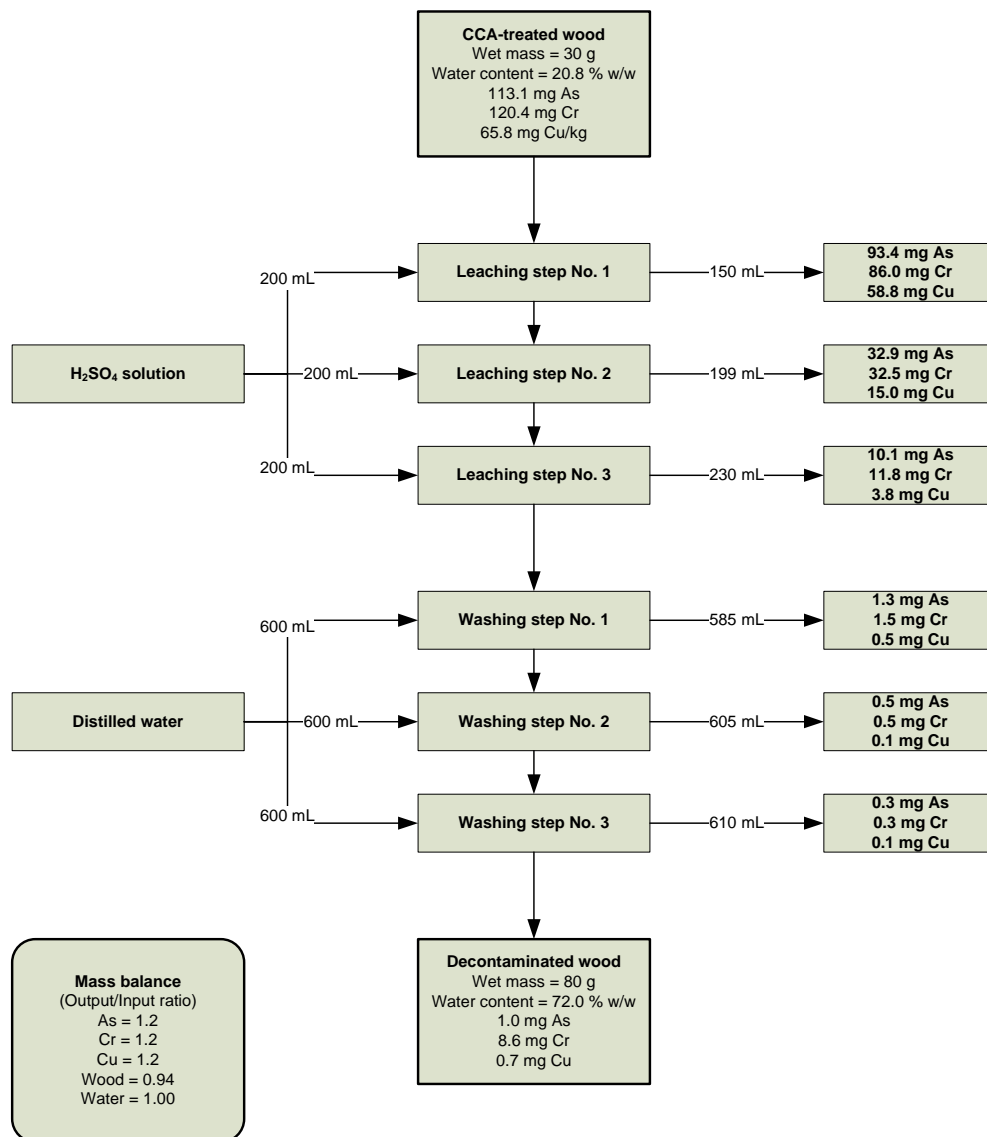 CCA-treated wood
Wet mass = 30 g
Water content = 20.8 % w/w
113.1 mg As
120.4 mg Cr
65.8 mg Cu/kg
200 mL
Leaching step No. 1
150 mL
93.4 mg As
86.0 mg Cr
58.8 mg Cu
H₂SO₄ solution
200 mL
Leaching step No. 2
199 mL
32.9 mg As
32.5 mg Cr
15.0 mg Cu
200 mL
Leaching step No. 3
230 mL
10.1 mg As
11.8 mg Cr
3.8 mg Cu
600 mL
Washing step No. 1
585 mL
1.3 mg As
1.5 mg Cr
0.5 mg Cu
Distilled water
600 mL
Washing step No. 2
605 mL
0.5 mg As
0.5 mg Cr
0.1 mg Cu
600 mL
Washing step No. 3
610 mL
0.3 mg As
0.3 mg Cr
0.1 mg Cu
Mass balance
(Output/Input ratio)
As = 1.2
Cr = 1.2
Cu = 1.2
Wood = 0.94
Water = 1.00
Decontaminated wood
Wet mass = 80 g
Water content = 72.0 % w/w
1.0 mg As
8.6 mg Cr
0.7 mg Cu